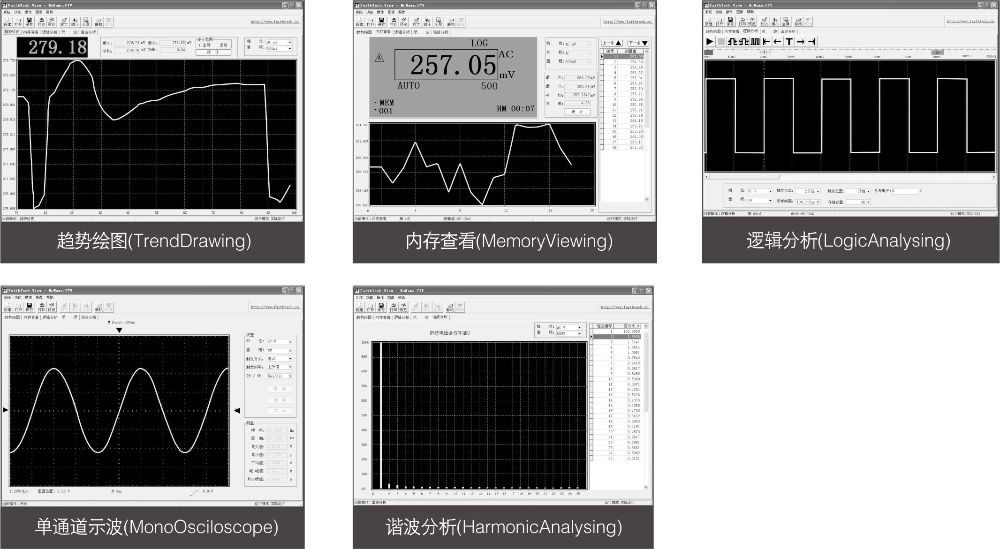 FaithTech View - NoName.FTV
系统 功能 操作 图像 帮助
新建 打开 保存 打印 预览 放大 缩小 全屏 联机 断开
http://www.faithtech.cn
趋势绘图 内存查看 逻辑分析 示 波 谐波分析
279.18
最大: 279.74 mV 最小: 276.69 mV
平均: 278.76 mV 方差: 0.84
统计范围
全部 当前
统 计
档 位: AC mV
量 程: 500mV
279.735
279.430
279.126
278.821
278.516
278.211
277.907
277.602
277.297
276.992
276.688
0S 1S 2S 3S 4S 5S 6S 7S 8S 9S 10S
当前操作：趋势绘图 运行模式:实际运行
趋势绘图(TrendDrawing)
FaithTech View - NoName.FTV
系统 功能 操作 图像 帮助
新建 打开 保存 打印 预览 放大 缩小 全屏 联机 断开
http://www.faithtech.cn
趋势绘图 内存查看 逻辑分析 示 波 谐波分析
LOG
257.05
AC
mV
AUTO 500
MEM
001
HM 00:07
档 位: AC mV
功 能: AC
量 程: 500mV
最 大: 264.36 mV
最 小: 250.68 mV
平 均: 257.9343 mV
方 差: 4.08
统 计
上一条 下一条
编号 测量值
1 257.05
2 254.30
3 256.99
4 261.32
5 257.04
6 257.64
7 252.80
8 257.71
9 252.68
10 250.68
11 255.24
12 255.79
13 264.19
14 263.74
15 263.80
16 264.36
17 260.17
18 257.32
264.360
261.624
258.888
256.152
253.416
250.680
0 4 8 12 16 20
当前操作：内存查看 第:1点 测量值:257.05mV 运行模式:实际运行
内存查看(MemoryViewing)
FaithTech View - NoName.FTV
系统 功能 操作 图像 帮助
新建 打开 保存 打印 预览 放大 缩小 全屏 联机 断开
http://www.faithtech.cn
趋势绘图 内存查看 逻辑分析 示 波 谐波分析
<-M1-> <-M2->
0mS 10mS 20mS 30mS 40mS 50mS 60mS 70mS 80mS 90mS 100mS
档 位: DC V 触发方式: 上升沿 触发位置: 开始 参考电平: 0 V
量 程: 5V 采样间隔: 100.272us 存储容量: 4K
当前操作：逻辑分析 第:999点 M2-M1=59.72mS 运行模式:实际运行
逻辑分析(LogicAnalysing)
FaithTech View - NoName.FTV
系统 功能 操作 图像 帮助
新建 打开 保存 打印 预览 放大 缩小 全屏 联机 断开
http://www.faithtech.cn
趋势绘图 内存查看 逻辑分析 示 波 谐波分析
M Pos:0.000ms
设置
档 位: AC V
量 程: 5V
触发方式: 自动
触发斜率: 上升沿
秒 / 格: 5ms/div
暂 停
继 续
单 次
测量
频 率: 50.3145 Hz
周 期: 19.8750 ms
最大值: 2.8448 V
最小值: -2.8023 V
平均值: V
峰-峰值: 5.6471 V
均方根值: V
1.25V/div 垂直位置: 0.00 V M 5ms 0.01V
当前操作：示波 运行模式:实际运行
单通道示波(MonoOsciloscope)
FaithTech View - NoName.FTV
系统 功能 操作 图像 帮助
新建 打开 保存 打印 预览 放大 缩小 全屏 联机 断开
http://www.faithtech.cn
趋势绘图 内存查看 逻辑分析 示 波 谐波分析
谐波电压含有率HRU
档 位: AC V
量 程: 500V
100%
90%
80%
70%
60%
50%
40%
30%
20%
10%
0%
0 1 2 3 4 5 6 7 8 9 10 11 12 13 14 15 16 17 18 19 20 21 22 23 24 25
谐波编号 百分比 %
1 100.0000
2 2.8928
3 1.8141
4 1.0514
5 1.0991
6 0.7546
7 0.7415
8 0.6817
9 0.5456
10 0.5369
11 0.5071
12 0.4204
13 0.5228
14 0.4333
15 0.4058
16 0.4706
17 0.3632
18 0.5003
19 0.4491
20 0.4570
21 0.2817
22 0.2901
23 0.3801
24 0.5062
25 0.3421
当前操作：谐波分析 运行模式:实际运行
谐波分析(HarmonicAnalysing)